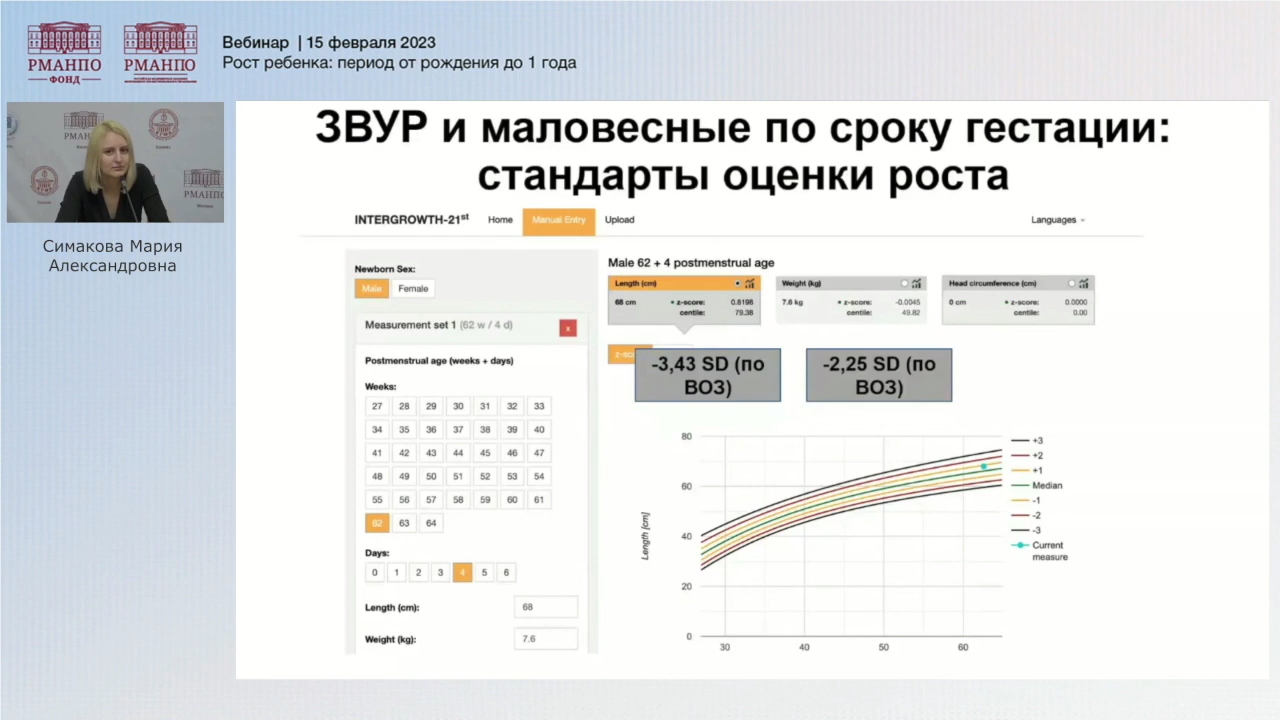 РМАНПО
ФОНД
РМАНПО
Вебинар | 15 февраля 2023
Рост ребенка: период от рождения до 1 года
Симакова Мария
Александровна
ЗВУР и маловесные по сроку гестации:
стандарты оценки роста
INTERGROWTH-21st
Home
Manual Entry
Upload
Languages
Newborn Sex:
Male
Female
Measurement set 1 (62 w / 4 d)
x
Postmenstrual age (weeks + days)
Weeks:
27 28 29 30 31 32 33
34 35 36 37 38 39 40
41 42 43 44 45 46 47
48 49 50 51 52 53 54
55 56 57 58 59 60 61
62 63 64
Days:
0 1 2 3 4 5 6
Length (cm):
68
Weight (kg):
7.6
Male 62 + 4 postmenstrual age
Length (cm)
68 cm
z-score: 0.8198
centile: 79.38
Weight (kg)
7.6 kg
z-score: -0.0045
centile: 49.82
Head circumference (cm)
0 cm
z-score: 0.0000
centile: 0.00
z-sc
-3,43 SD (по
ВОЗ)
-2,25 SD (по
ВОЗ)
Length [cm]
80
60
40
20
0
30 40 50 60
+3
+2
+1
Median
-1
-2
-3
Current
measure